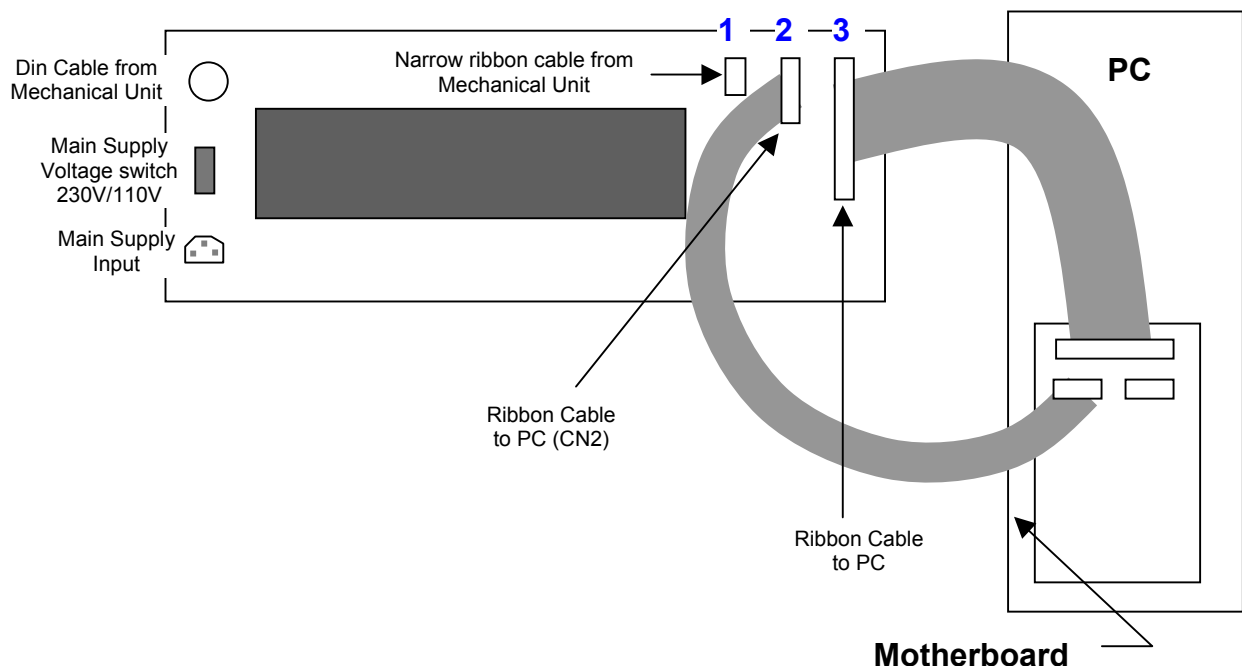 1 2 3
PC
Din Cable from
Mechanical Unit
Narrow ribbon cable from
Mechanical Unit
Main Supply
Voltage switch
230V/110V
Main Supply
Input
Ribbon Cable
to PC (CN2)
Ribbon Cable
to PC
Motherboard